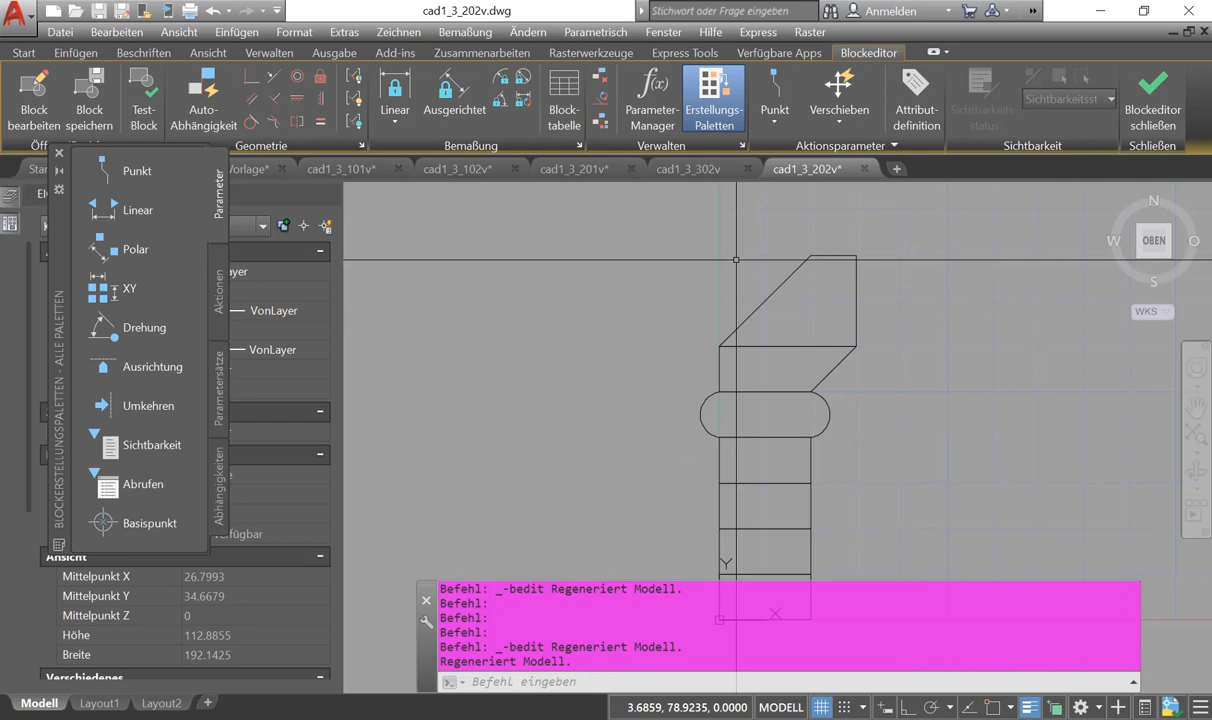 A
cad1_3_202v.dwg
Stichwort oder Frage eingeben
Anmelden
Datei Bearbeiten Ansicht Einfügen Format Extras Zeichnen Bemaßung Ändern Parametrisch Fenster Hilfe Express Raster
Start Einfügen Beschriften Ansicht Verwalten Ausgabe Add-ins Zusammenarbeiten Rasterwerkzeuge Express Tools Verfügbare Apps Blockeditor
Block bearbeiten
Block speichern
Test-Block
Auto-Abhängigkeit
Linear
Ausgerichtet
Block-tabelle
Parameter-Manager
Erstellungs-Paletten
Punkt
Verschieben
Attribut-definition
Sichtbarkeits-status
Sichtbarkeitsst
Blockeditor schließen
Geometrie Bemaßung Verwalten Aktionsparameter Sichtbarkeit Schließen
Vorlage* cad1_3_101v* cad1_3_102v* cad1_3_201v* cad1_3_302v cad1_3_202v*
Punkt
Linear
Polar
XY
Drehung
Ausrichtung
Umkehren
Sichtbarkeit
Abrufen
Basispunkt
Parameter
Aktionen
Parametersätze
Abhängigkeiten
BLOCKERSTELLUNGSPALETTEN - ALLE PALETTEN
VonLayer
VonLayer
Ansicht
Mittelpunkt X 26.7993
Mittelpunkt Y 34.6679
Mittelpunkt Z 0
Höhe 112.8855
Breite 192.1425
Verschiedenes
N
W OBEN O
S
WKS
Y
X
Befehl: _-bedit Regeneriert Modell.
Befehl:
Befehl:
Befehl:
Befehl: _-bedit Regeneriert Modell.
Regeneriert Modell.
Befehl eingeben
Modell Layout1 Layout2 +
3.6859, 78.9235, 0.0000 MODELL